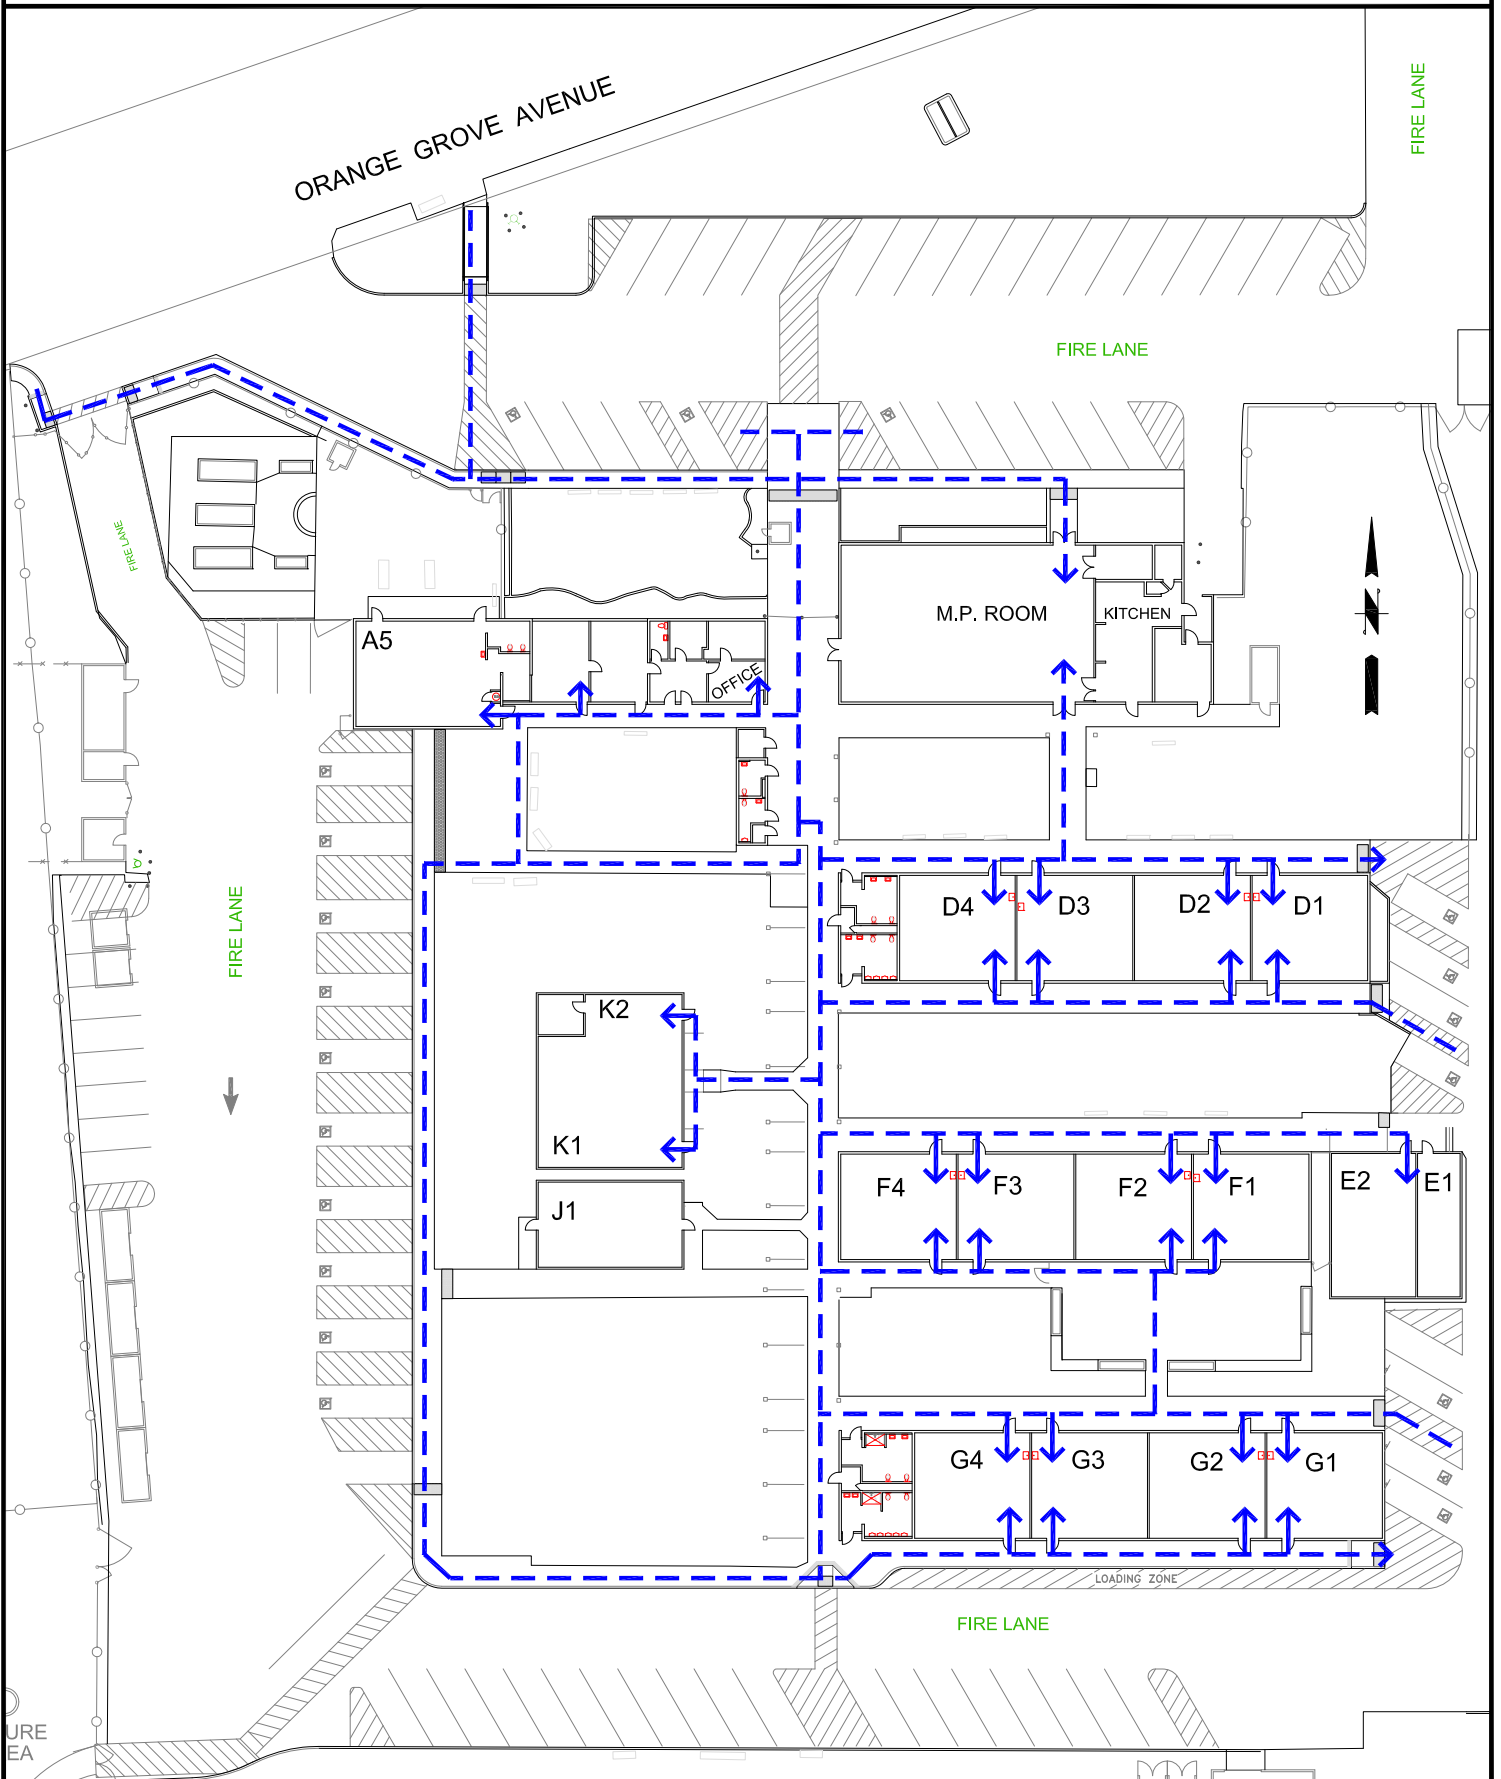 FIRE LANE
ORANGE GROVE AVENUE
FIRE LANE
FIRE LANE
N
M.P. ROOM
KITCHEN
A5
OFFICE
FIRE LANE
D4
D3
D2
D1
K2
K1
F4
F3
F2
F1
E2
E1
J1
G4
G3
G2
G1
LOADING ZONE
FIRE LANE
URE
EA